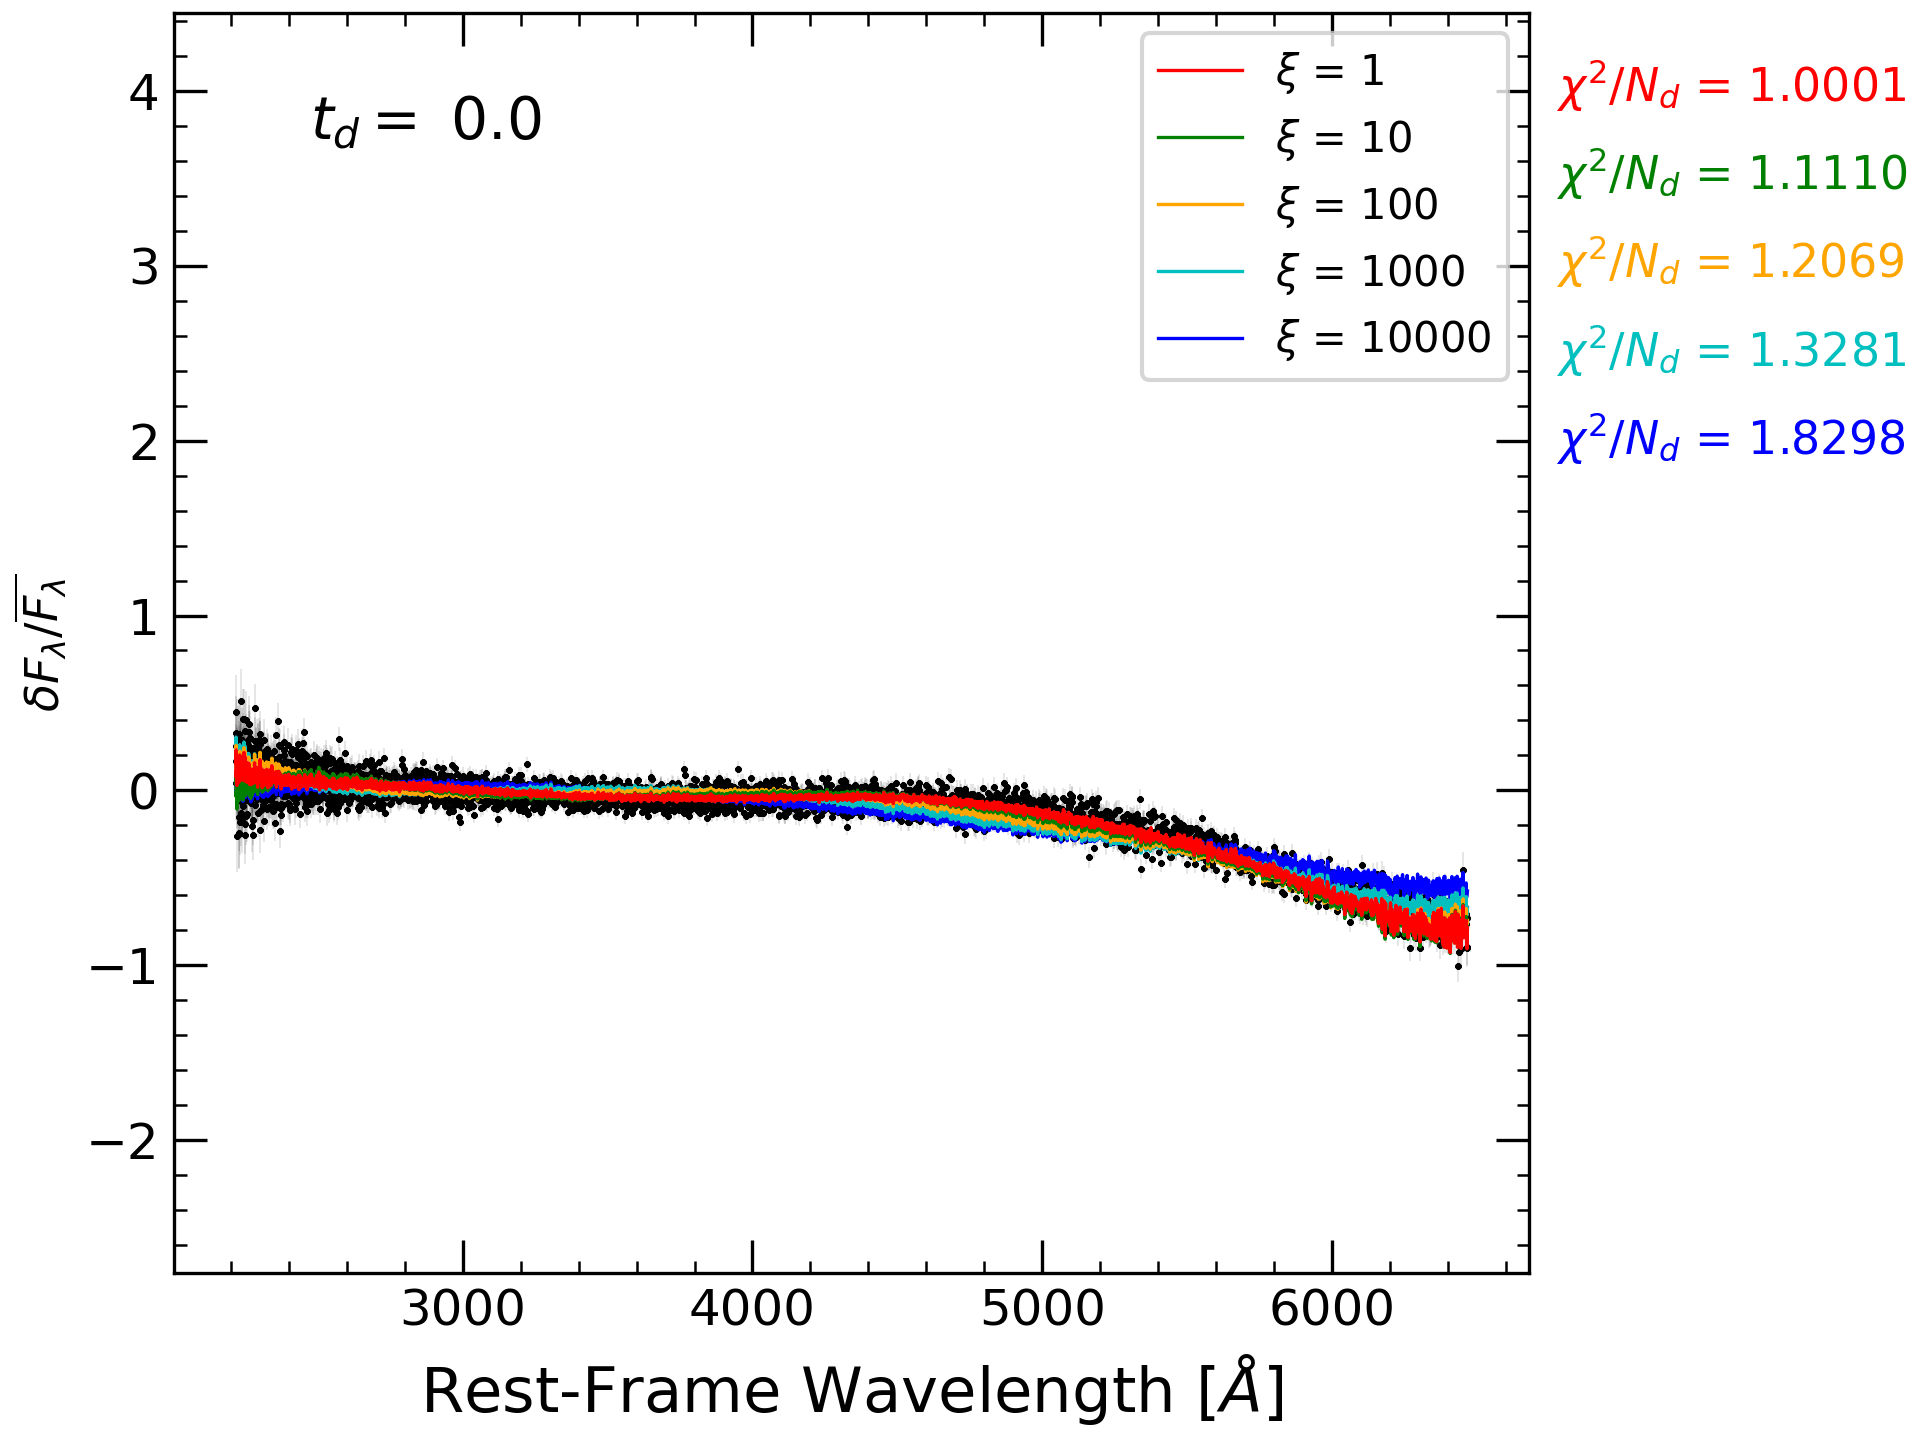 t_d = 0.0
ξ = 1
ξ = 10
ξ = 100
ξ = 1000
ξ = 10000
χ²/N_d = 1.0001
χ²/N_d = 1.1110
χ²/N_d = 1.2069
χ²/N_d = 1.3281
χ²/N_d = 1.8298
4
3
2
1
0
−1
−2
δF_λ/F̅_λ
3000 4000 5000 6000
Rest-Frame Wavelength [Å]